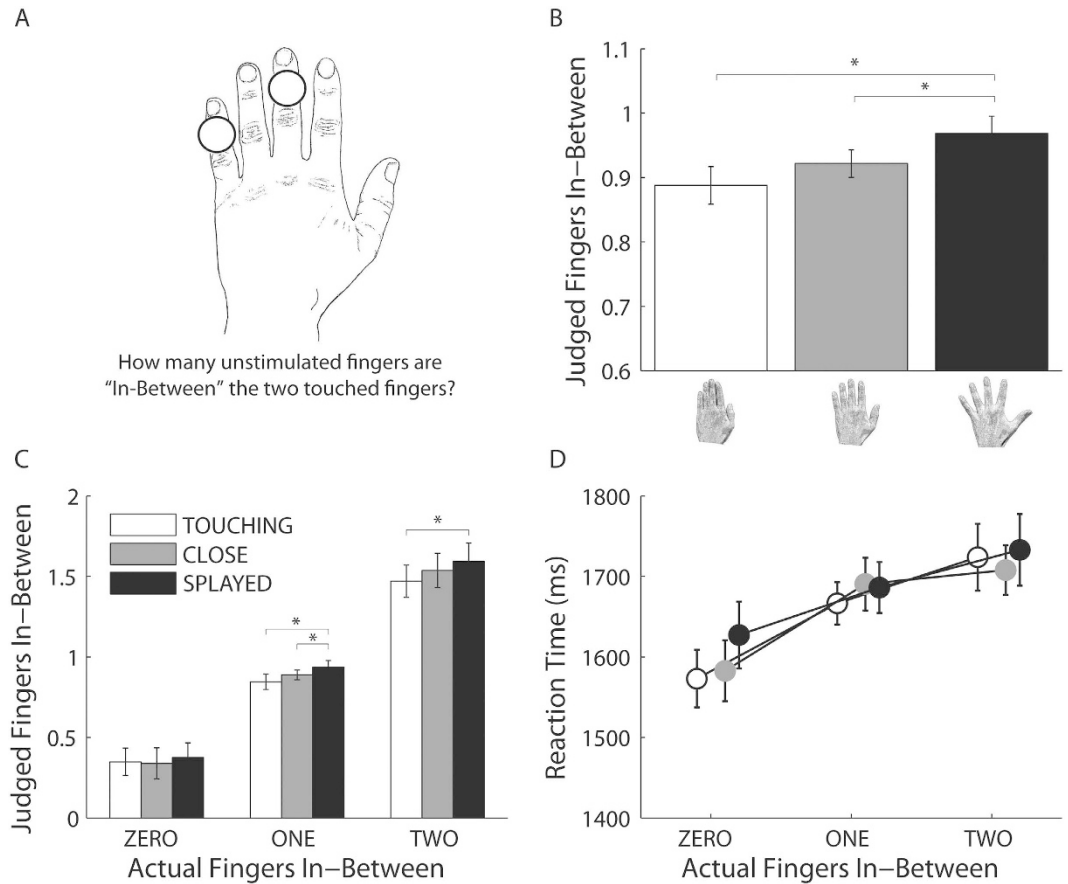 A
How many unstimulated fingers are
“In-Between” the two touched fingers?
B
Judged Fingers In−Between
1.1
1
0.9
0.8
0.7
0.6
*
*
C
Judged Fingers In−Between
2
1.5
1
0.5
0
TOUCHING
CLOSE
SPLAYED
*
*
*
ZERO
ONE
TWO
Actual Fingers In−Between
D
Reaction Time (ms)
1800
1700
1600
1500
1400
ZERO
ONE
TWO
Actual Fingers In−Between